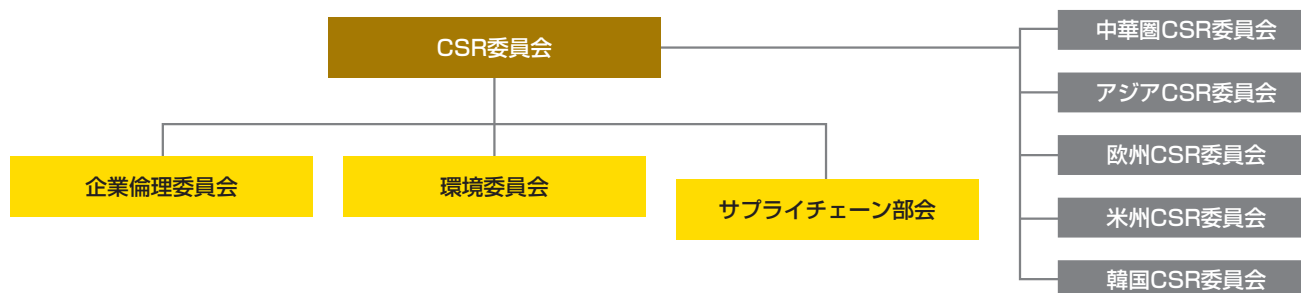 CSR委員会
企業倫理委員会
環境委員会
サプライチェーン部会
中華圏CSR委員会
アジアCSR委員会
欧州CSR委員会
米州CSR委員会
韓国CSR委員会